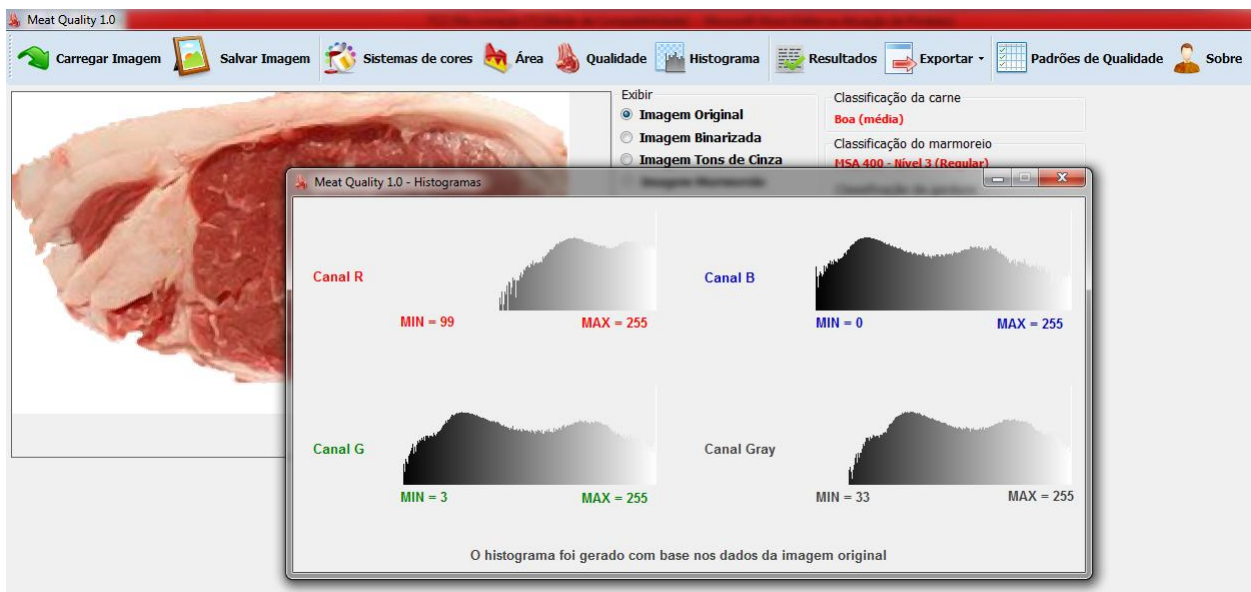 Meat Quality 1.0
Carregar Imagem Salvar Imagem Sistemas de cores Área Qualidade Histograma Resultados Exportar Padrões de Qualidade Sobre
Exibir
Imagem Original
Imagem Binarizada
Imagem Tons de Cinza
Classificação da carne
Boa (média)
Classificação do marmoreio
MSA 400 - Nível 3 (Regular)
Meat Quality 1.0 - Histogramas
Canal R
MIN = 99 MAX = 255
Canal B
MIN = 0 MAX = 255
Canal G
MIN = 3 MAX = 255
Canal Gray
MIN = 33 MAX = 255
O histograma foi gerado com base nos dados da imagem original